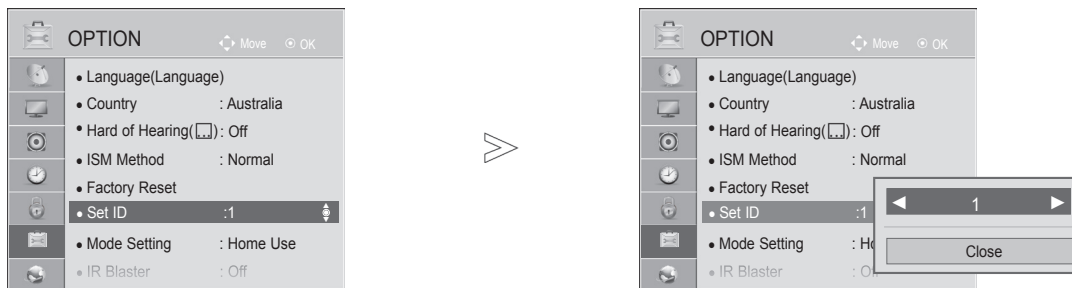 OPTION Move OK
• Language(Language)
• Country : Australia
• Hard of Hearing( ) : Off
• ISM Method : Normal
• Factory Reset
• Set ID :1
• Mode Setting : Home Use
• IR Blaster : Off
OPTION Move OK
• Language(Language)
• Country : Australia
• Hard of Hearing( ) : Off
• ISM Method : Normal
• Factory Reset
• Set ID :1
• Mode Setting : Ho
• IR Blaster : O
◀ 1 ▶
Close